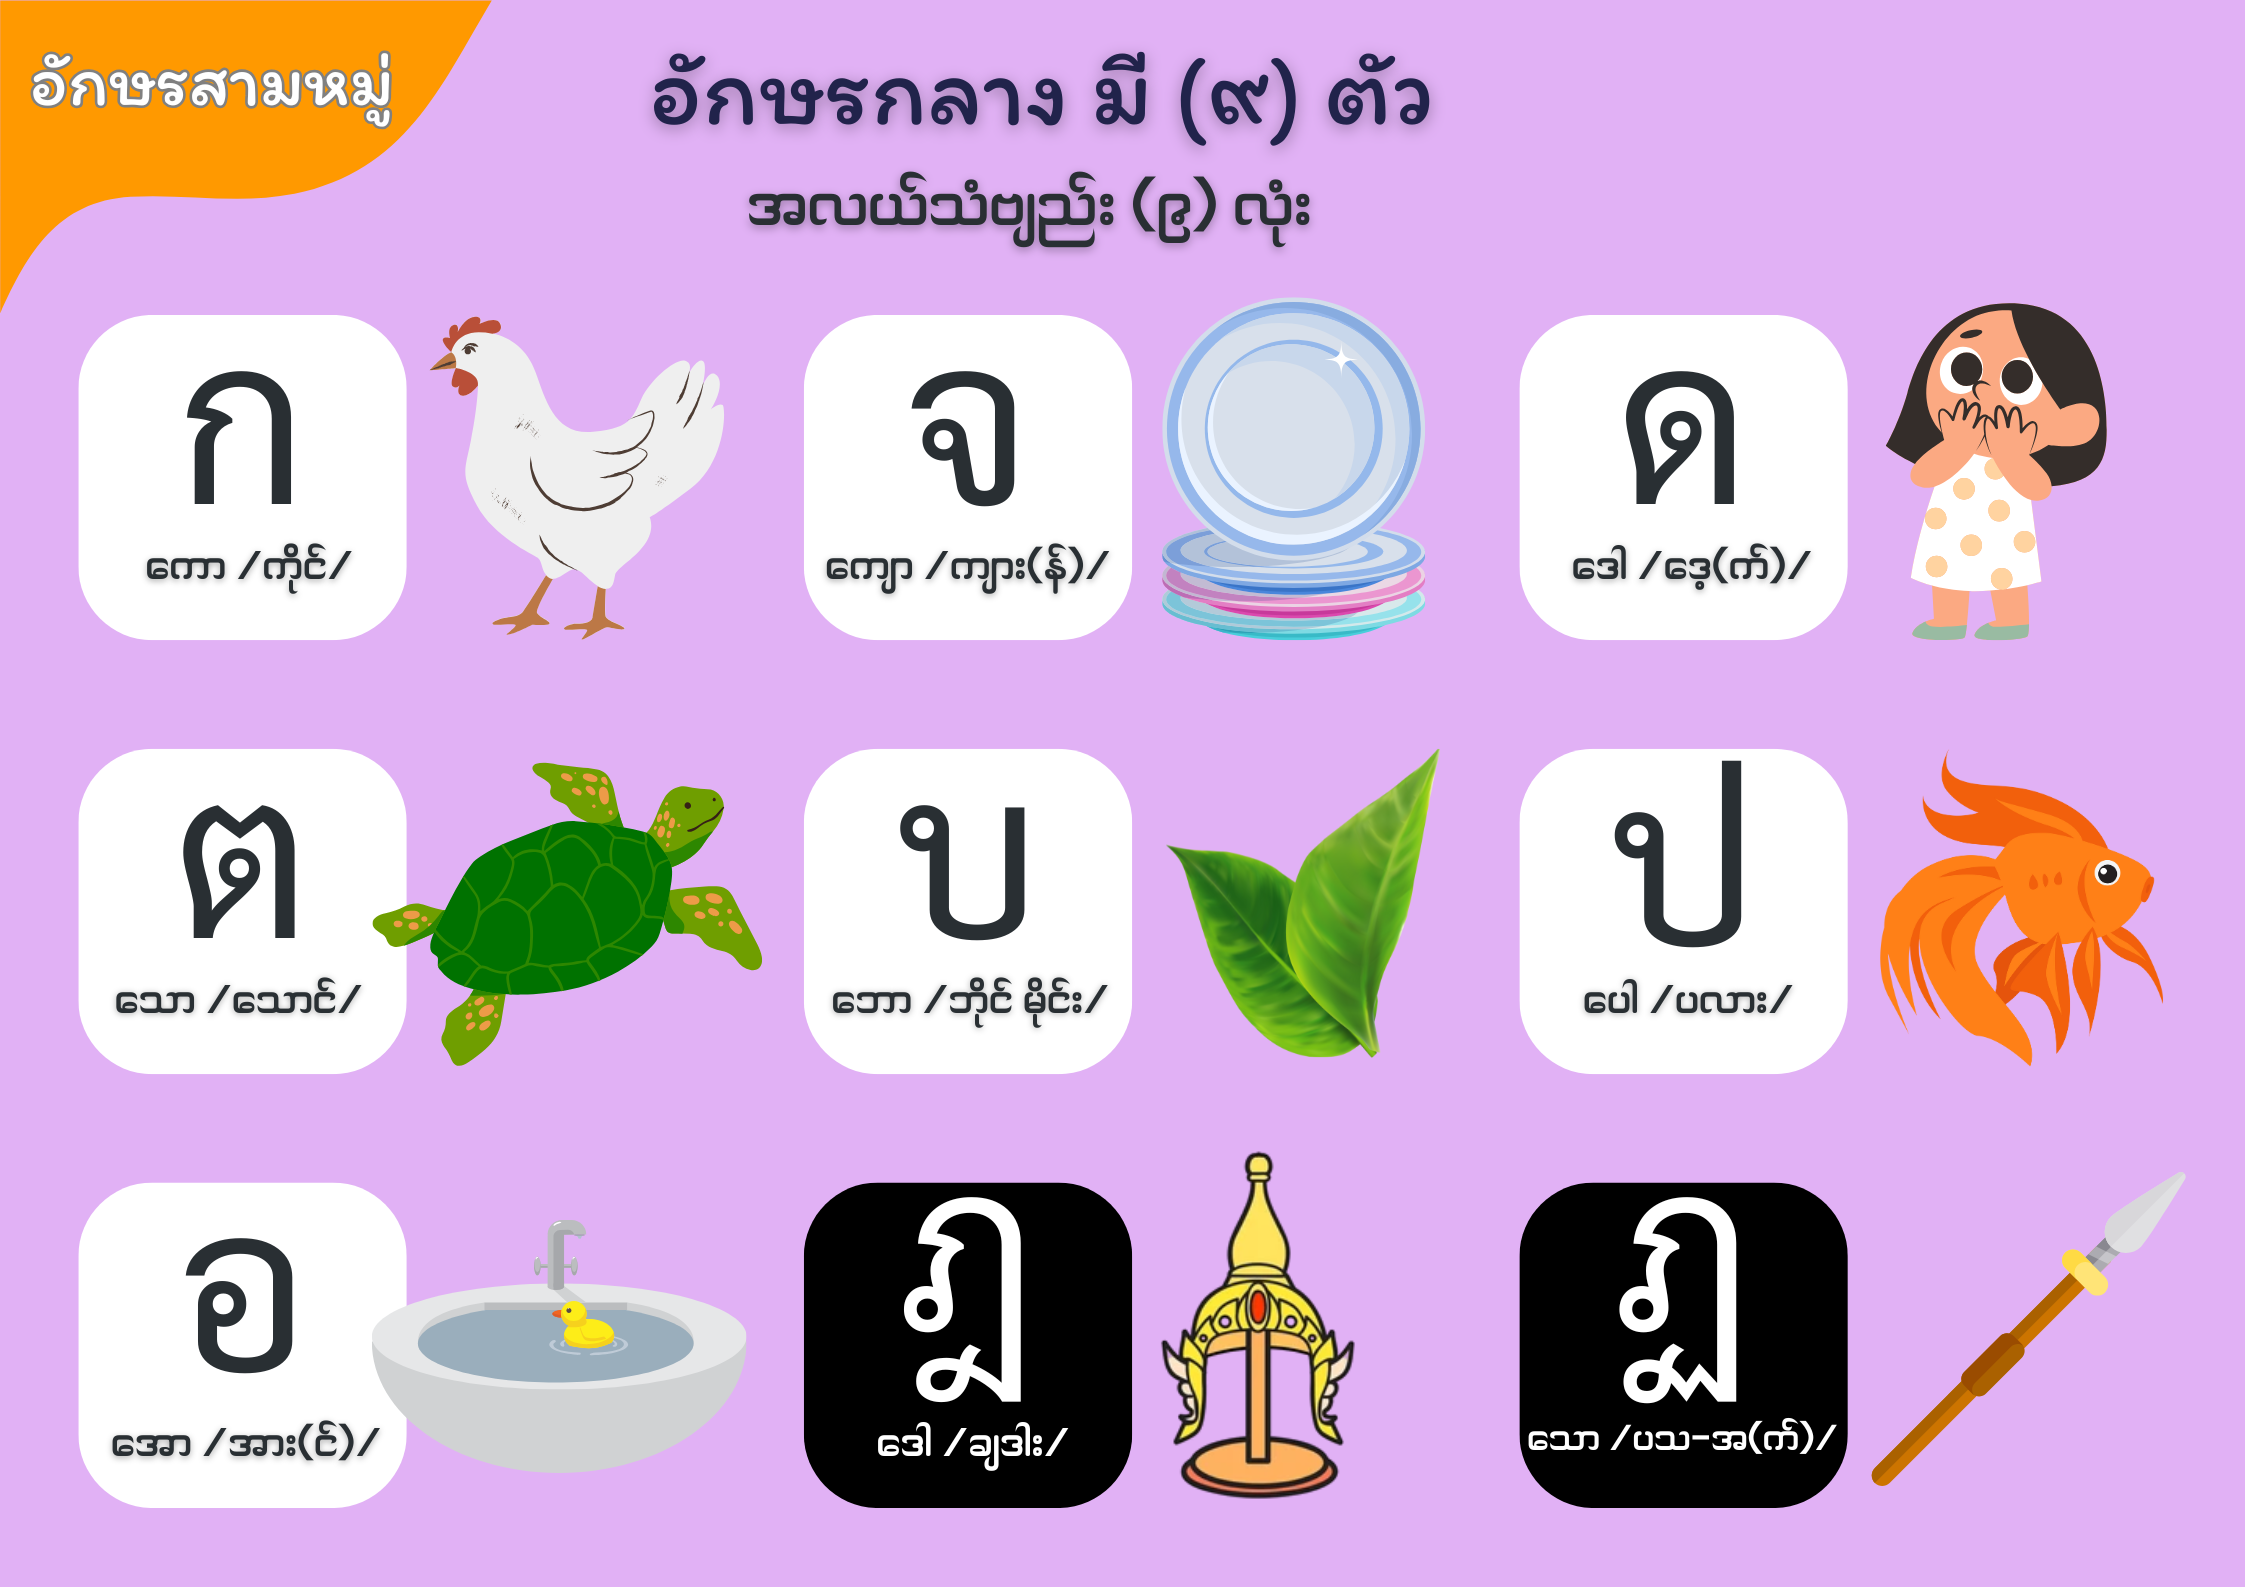 อักษรสามหมู่
อักษรกลาง มี (๙) ตัว
အလယ်သံဗျည်း (၉) လုံး
ก
ကော /ကိုင်/
จ
ကျော /ကျား(န်)/
ด
ဒေါ /ဒေ့(က်)/
ต
သော /သောင်/
บ
ဘော /ဘိုင် မိုင်း/
ป
ပေါ /ပလား/
อ
အော /အား(င်)/
ฎ
ဒေါ /ချဒါး/
ฏ
သော /ပသ-အ(က်)/